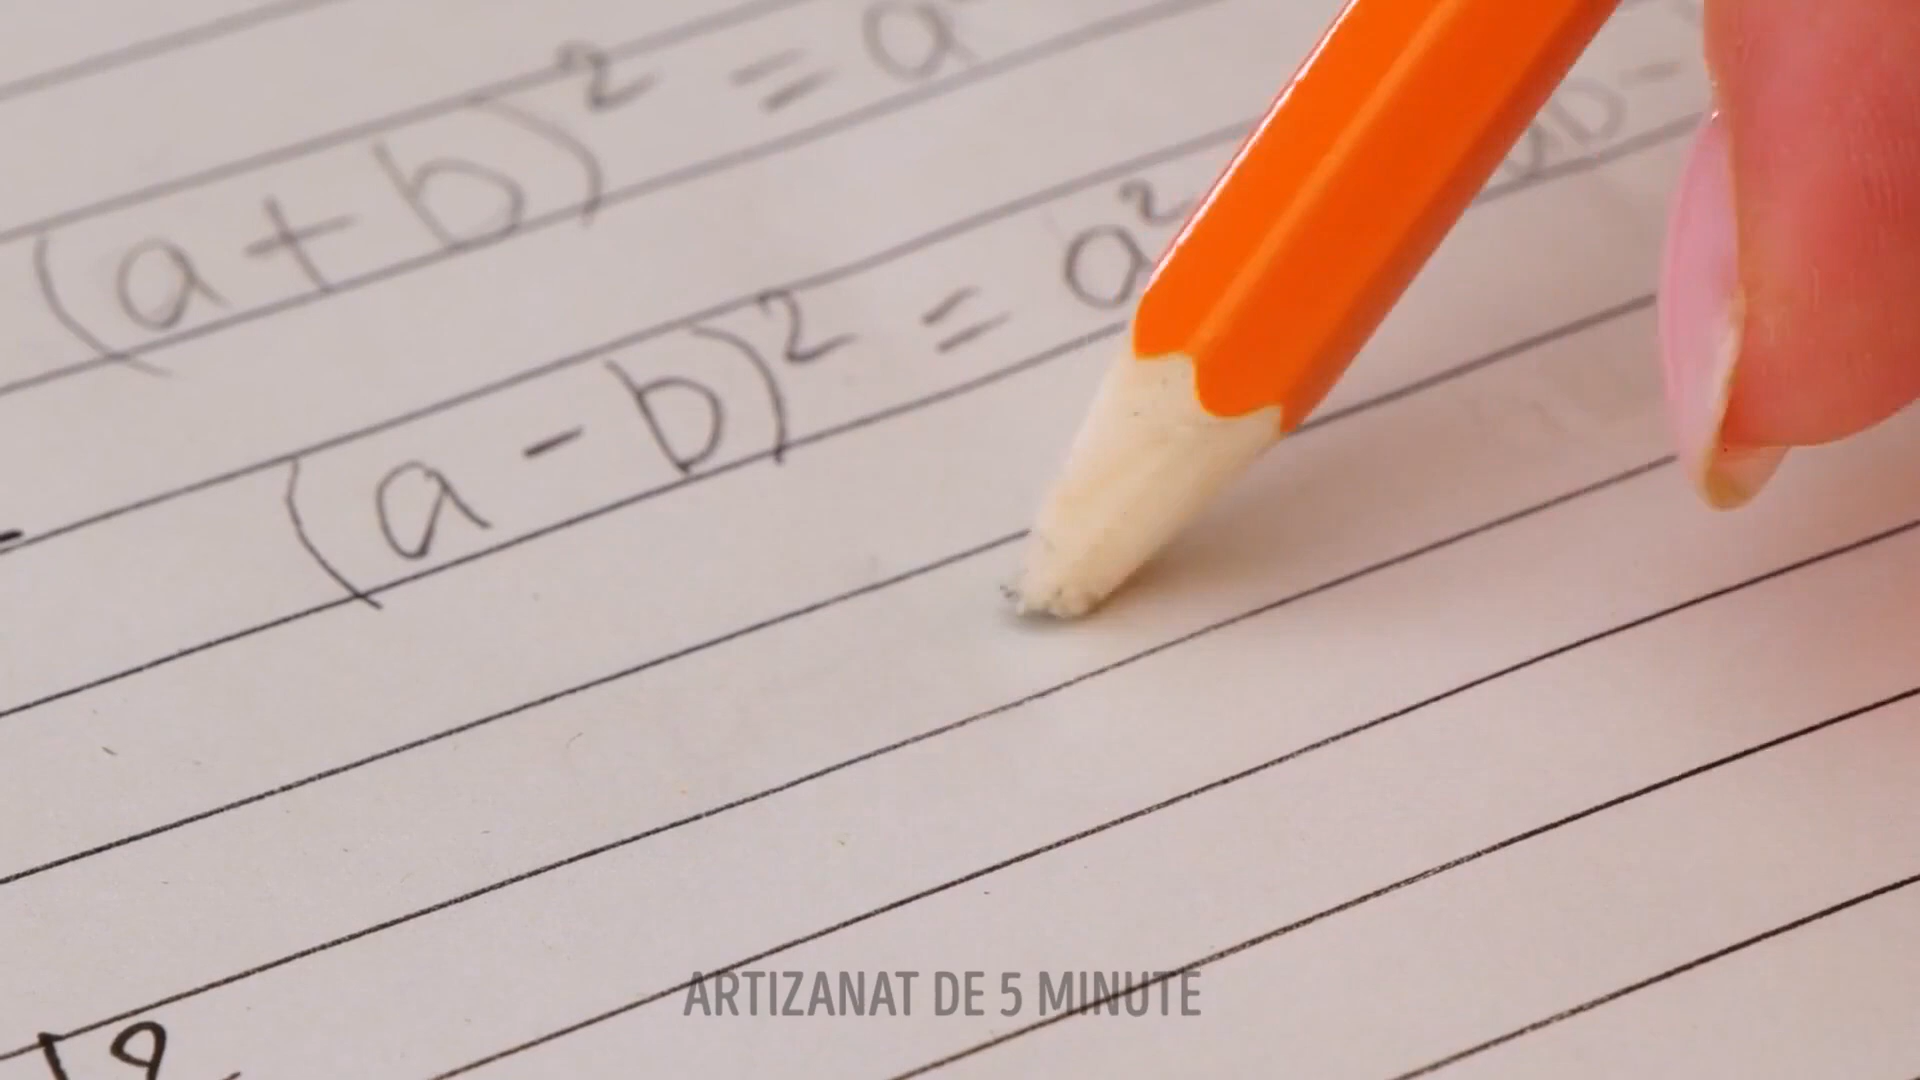 (a+b)² = a
(a-b)² = a²
ARTIZANAT DE 5 MINUTE